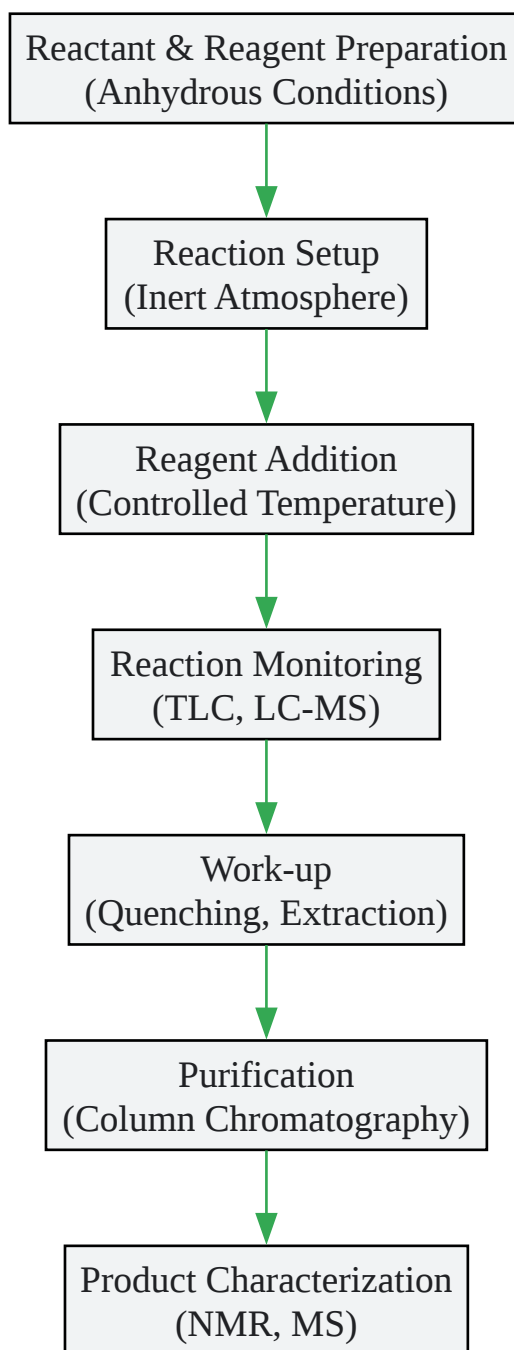 Reactant & Reagent Preparation
(Anhydrous Conditions)
Reaction Setup
(Inert Atmosphere)
Reagent Addition
(Controlled Temperature)
Reaction Monitoring
(TLC, LC-MS)
Work-up
(Quenching, Extraction)
Purification
(Column Chromatography)
Product Characterization
(NMR, MS)